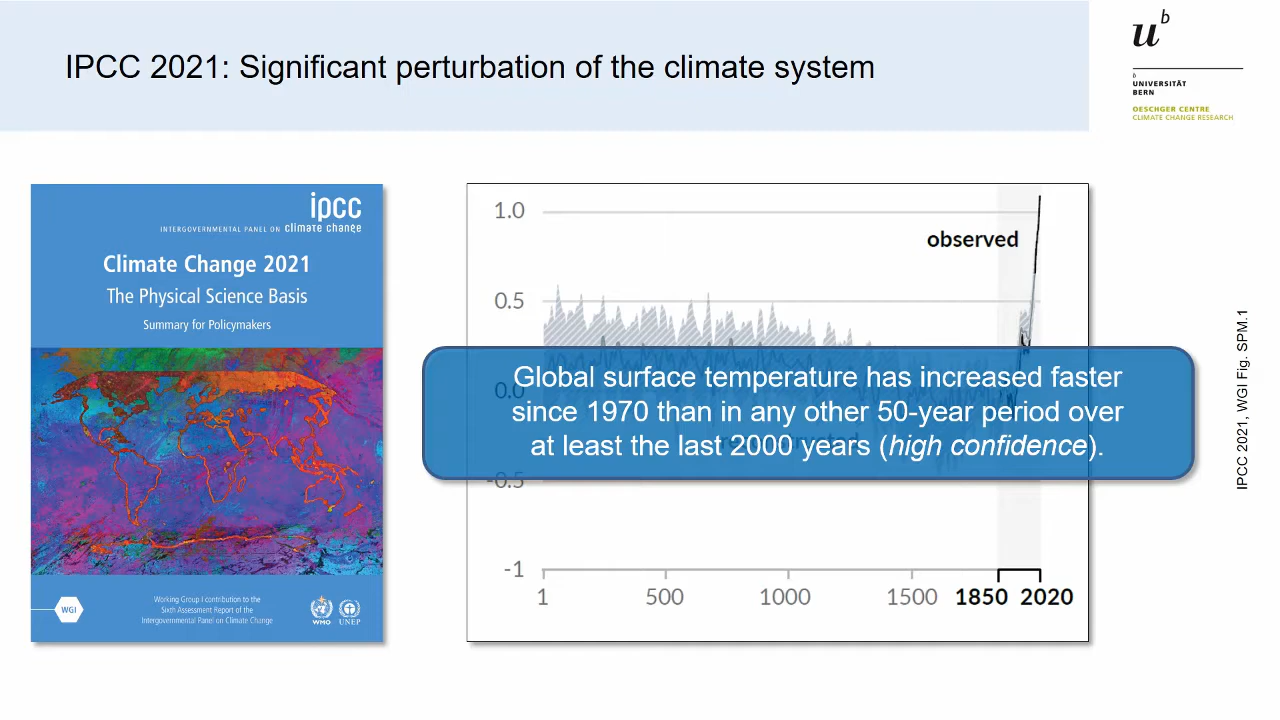 IPCC 2021: Significant perturbation of the climate system
u b
b
UNIVERSITÄT
BERN
OESCHGER CENTRE
CLIMATE CHANGE RESEARCH
ipcc
INTERGOVERNMENTAL PANEL ON climate change
Climate Change 2021
The Physical Science Basis
Summary for Policymakers
WGI
Working Group I contribution to the
Sixth Assessment Report of the
Intergovernmental Panel on Climate Change
WMO
UNEP
1.0
observed
0.5
0.0
Global surface temperature has increased faster
since 1970 than in any other 50-year period over
at least the last 2000 years (high confidence).
-0.5
-1
1 500 1000 1500 1850 2020
IPCC 2021, WGI Fig. SPM.1